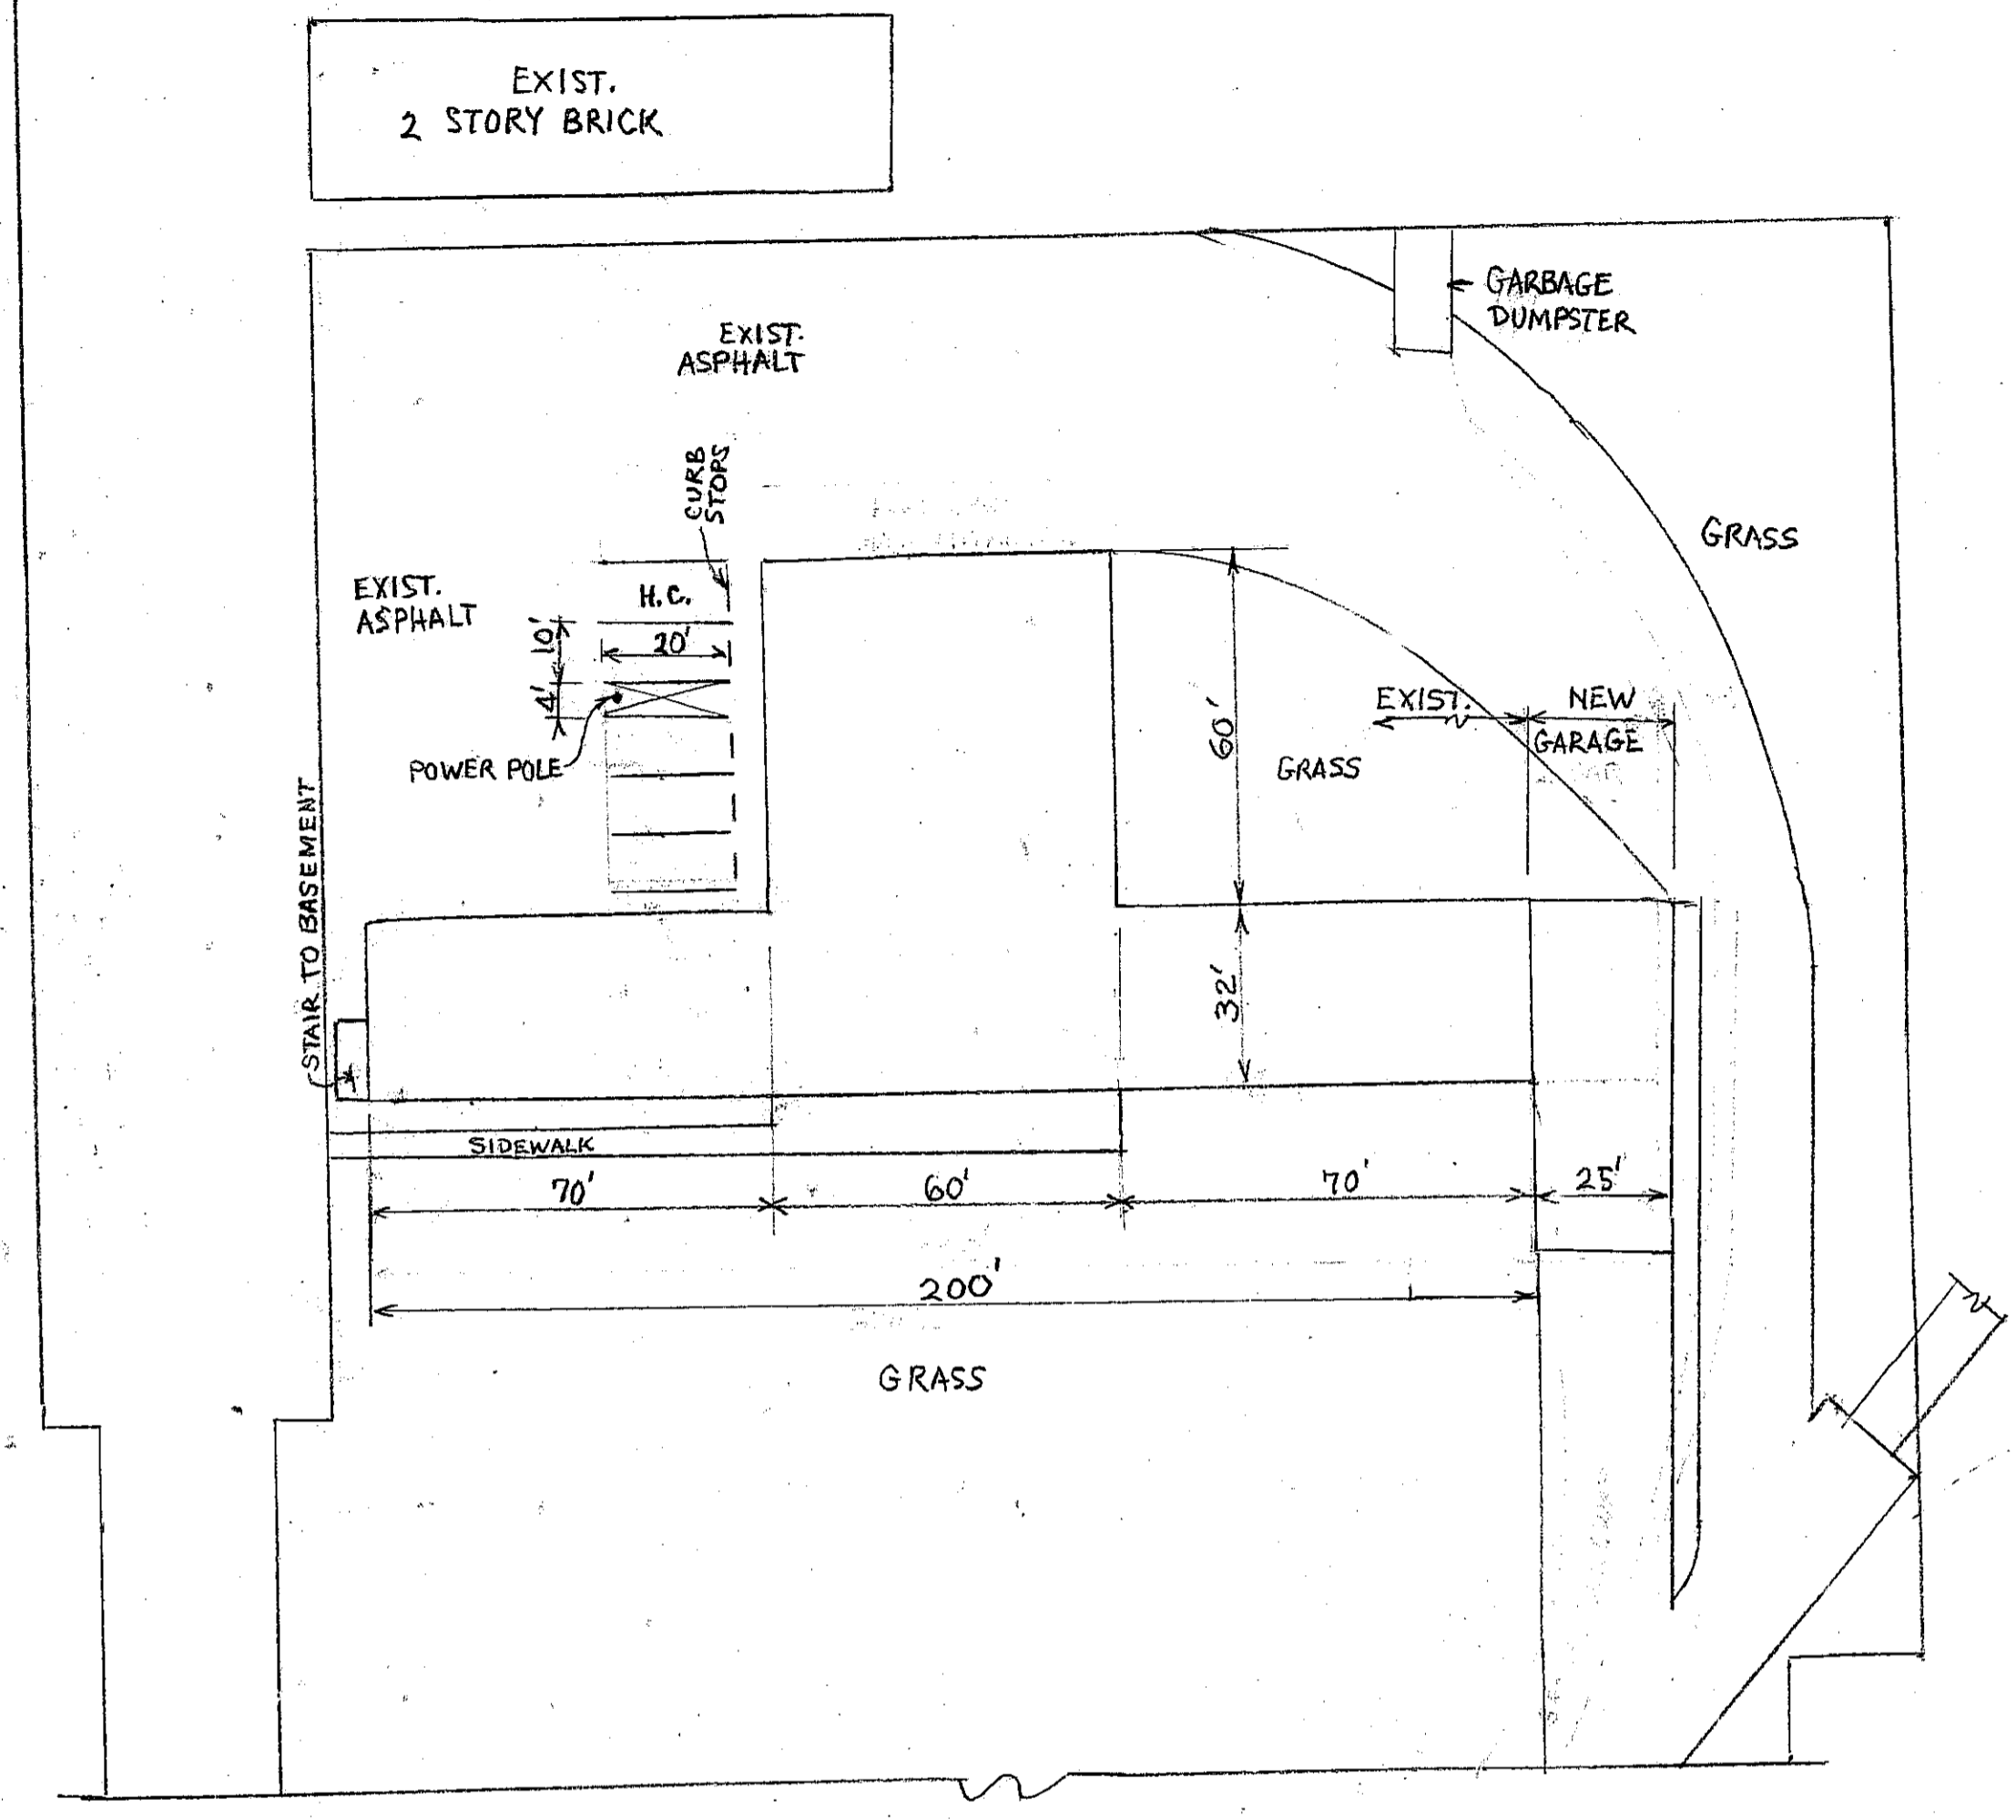 EXIST.
2 STORY BRICK
GARBAGE
DUMPSTER
EXIST.
ASPHALT
CURB
STOPS
GRASS
EXIST.
ASPHALT
H.C.
10'
20'
4'
POWER POLE
60'
EXIST.
NEW
GARAGE
GRASS
STAIR TO BASEMENT
32'
SIDEWALK
70'
60'
70'
25'
200'
GRASS